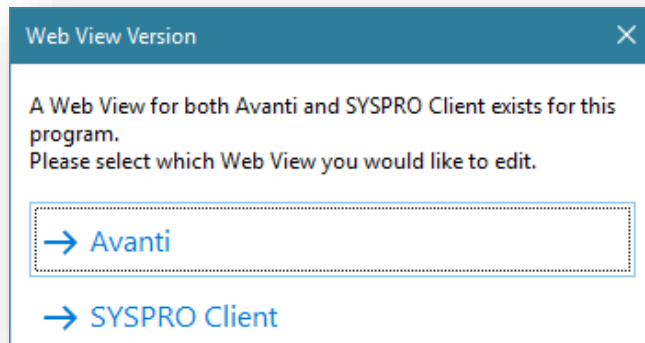 Web View Version
A Web View for both Avanti and SYSPRO Client exists for this
program.
Please select which Web View you would like to edit.
Avanti
SYSPRO Client